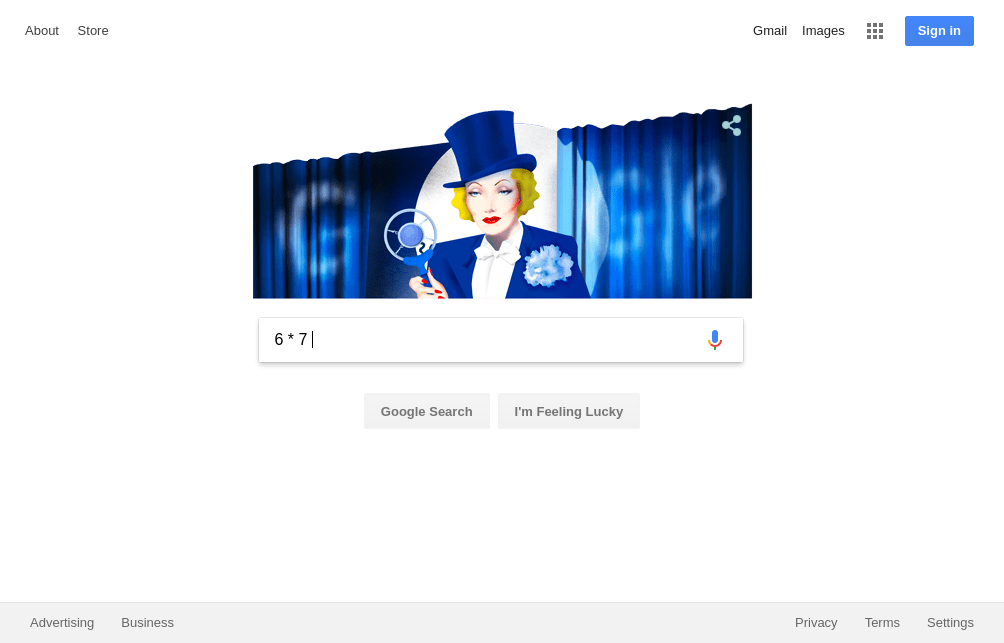 About Store Gmail Images Sign in
6 * 7
Google Search I'm Feeling Lucky
Advertising Business Privacy Terms Settings